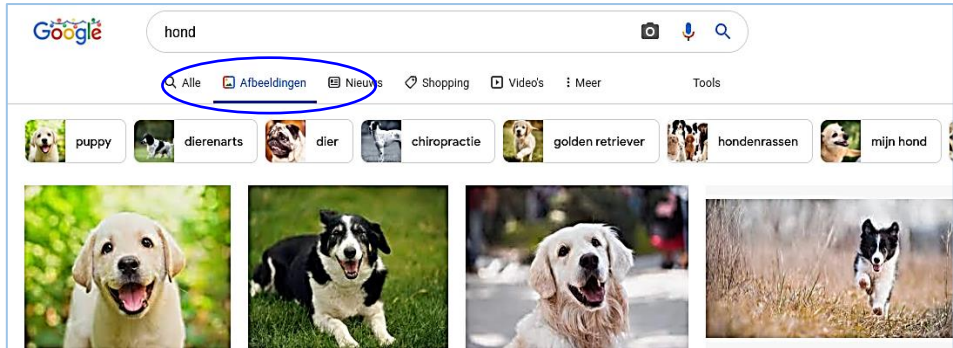 Google hond
Alle Afbeeldingen Nieuws Shopping Video's Meer Tools
puppy dierenarts dier chiropractie golden retriever hondenrassen mijn hond